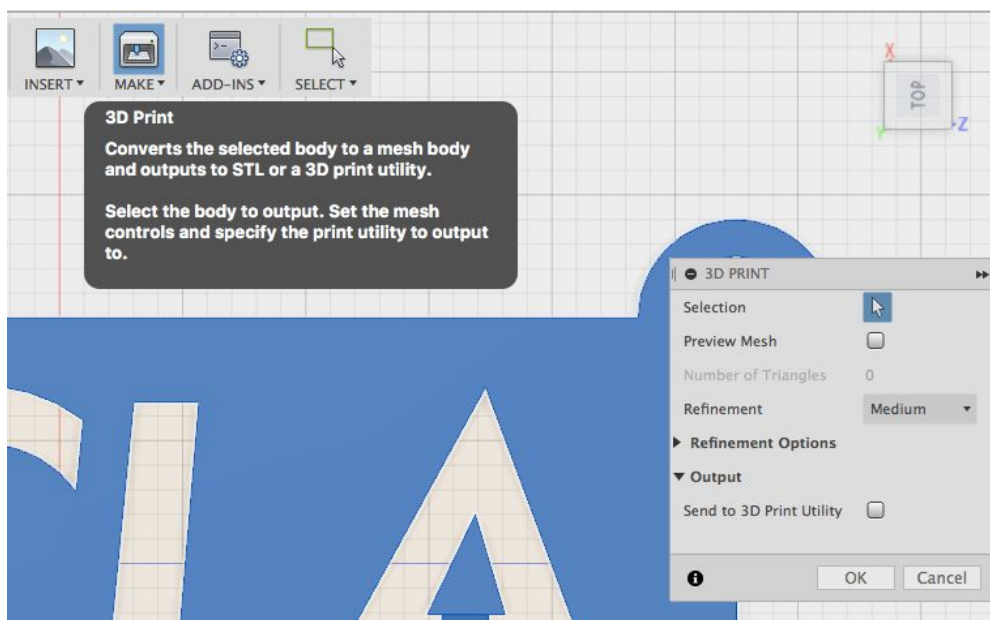 INSERT▾ MAKE▾ ADD-INS▾ SELECT▾
3D Print
Converts the selected body to a mesh body
and outputs to STL or a 3D print utility.
Select the body to output. Set the mesh
controls and specify the print utility to output
to.
X
TOP
Y
Z
3D PRINT
Selection
Preview Mesh
Number of Triangles 0
Refinement Medium
Refinement Options
Output
Send to 3D Print Utility
OK Cancel